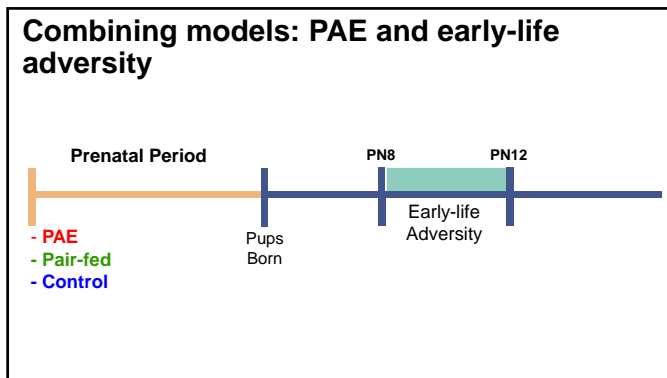 Combining models: PAE and early-life
adversity
Prenatal Period
PN8
PN12
Early-life
Adversity
Pups
Born
- PAE
- Pair-fed
- Control